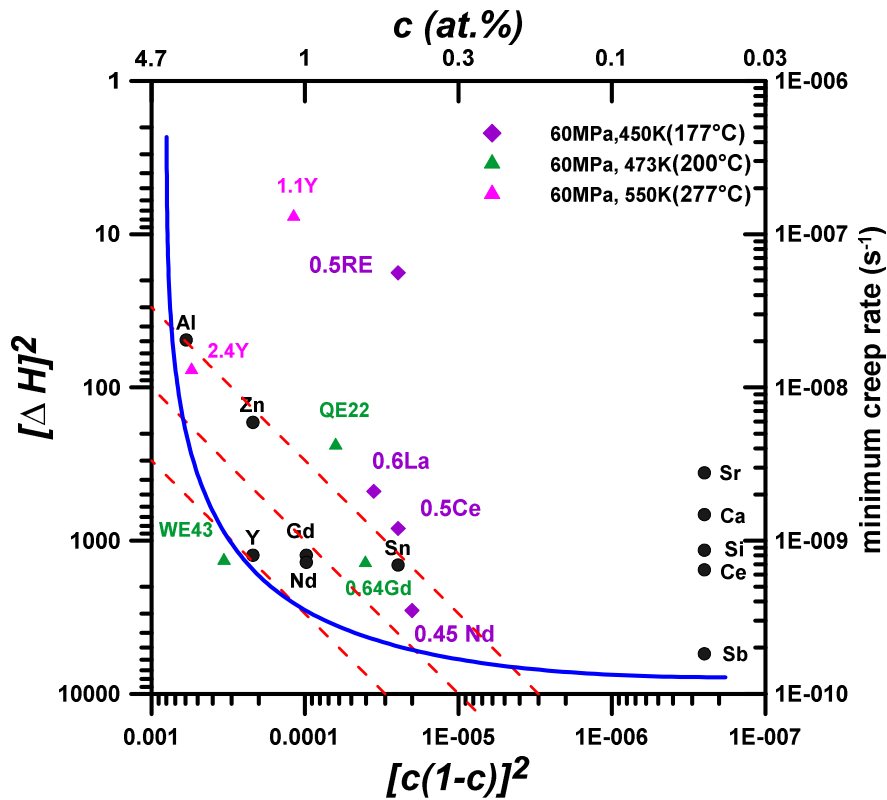 c (at.%)
4.7 1 0.3 0.1 0.03
1 1E-006
60MPa,450K(177°C)
60MPa, 473K(200°C)
60MPa, 550K(277°C)
1.1Y
10 1E-007
0.5RE
Al
2.4Y
100 1E-008
Zn
QE22
0.6La
Sr
0.5Ce
Ca
WE43
Y Gd Sn
1000 1E-009
Si
Nd
Ce
0.64Gd
0.45 Nd
Sb
10000 1E-010
0.001 0.0001 1E-005 1E-006 1E-007
[c(1-c)]²
[Δ H]²
minimum creep rate (s⁻¹)